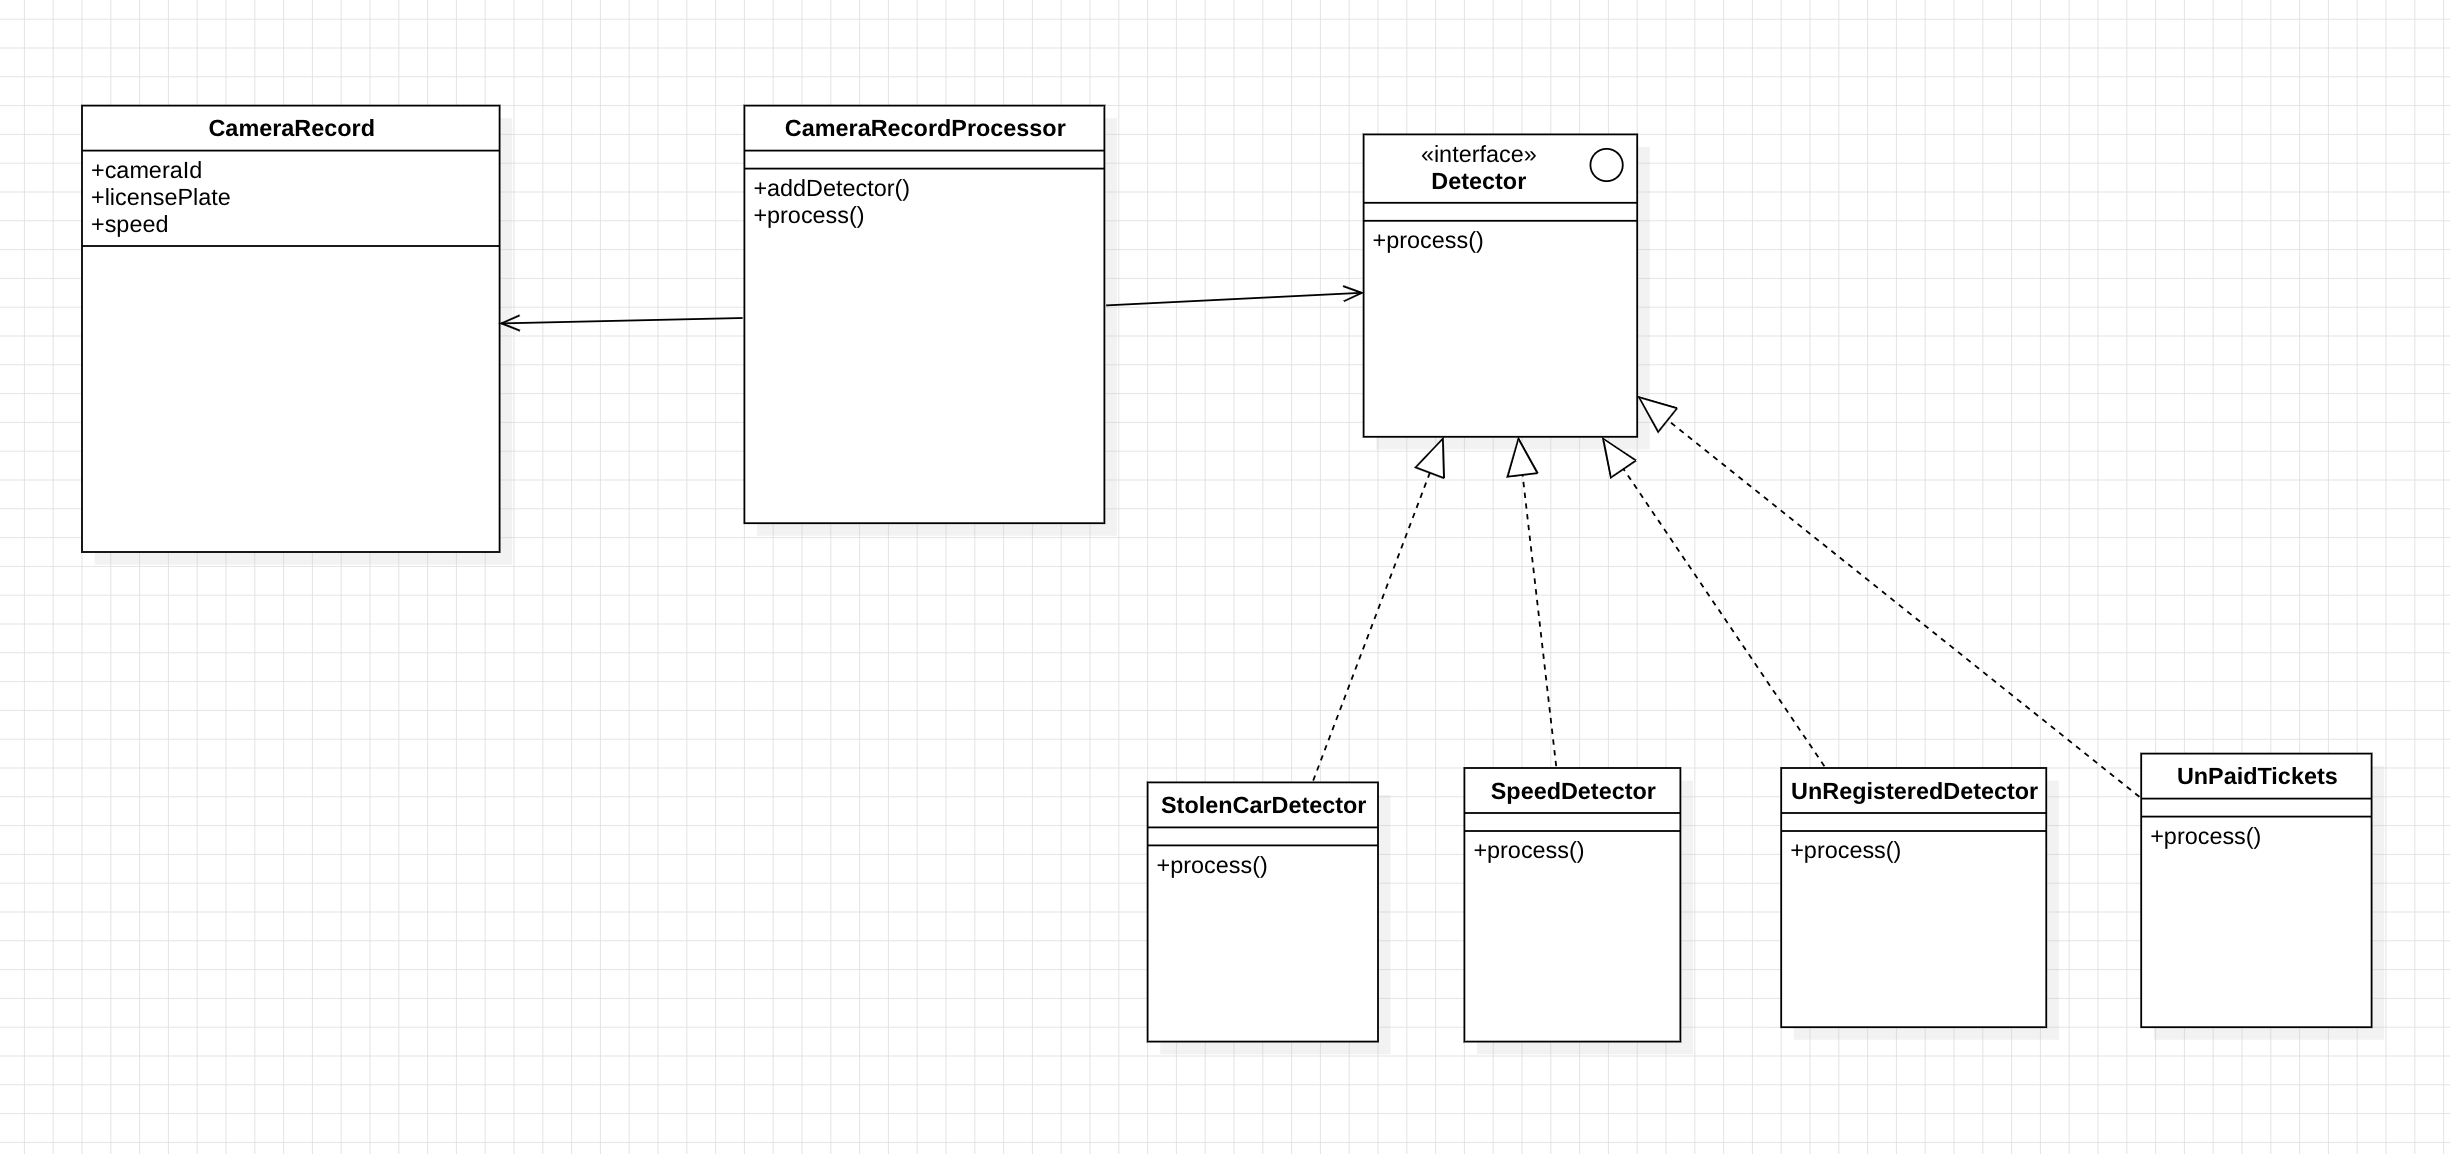 CameraRecord
+cameraId
+licensePlate
+speed
CameraRecordProcessor
+addDetector()
+process()
«interface»
Detector
+process()
StolenCarDetector
+process()
SpeedDetector
+process()
UnRegisteredDetector
+process()
UnPaidTickets
+process()